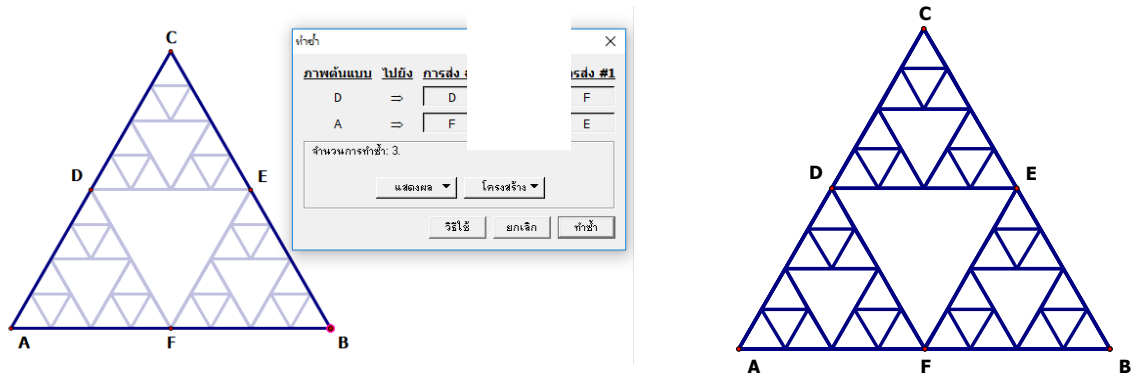 C
D
E
A
F
B
ทำซ้ำ
ภาพต้นแบบ ไปยัง การส่ง #1
D ⇒ D F
A ⇒ F E
จำนวนการทำซ้ำ: 3.
แสดงผล โครงสร้าง
วิธีใช้ ยกเลิก ทำซ้ำ
C
D
E
A
F
B